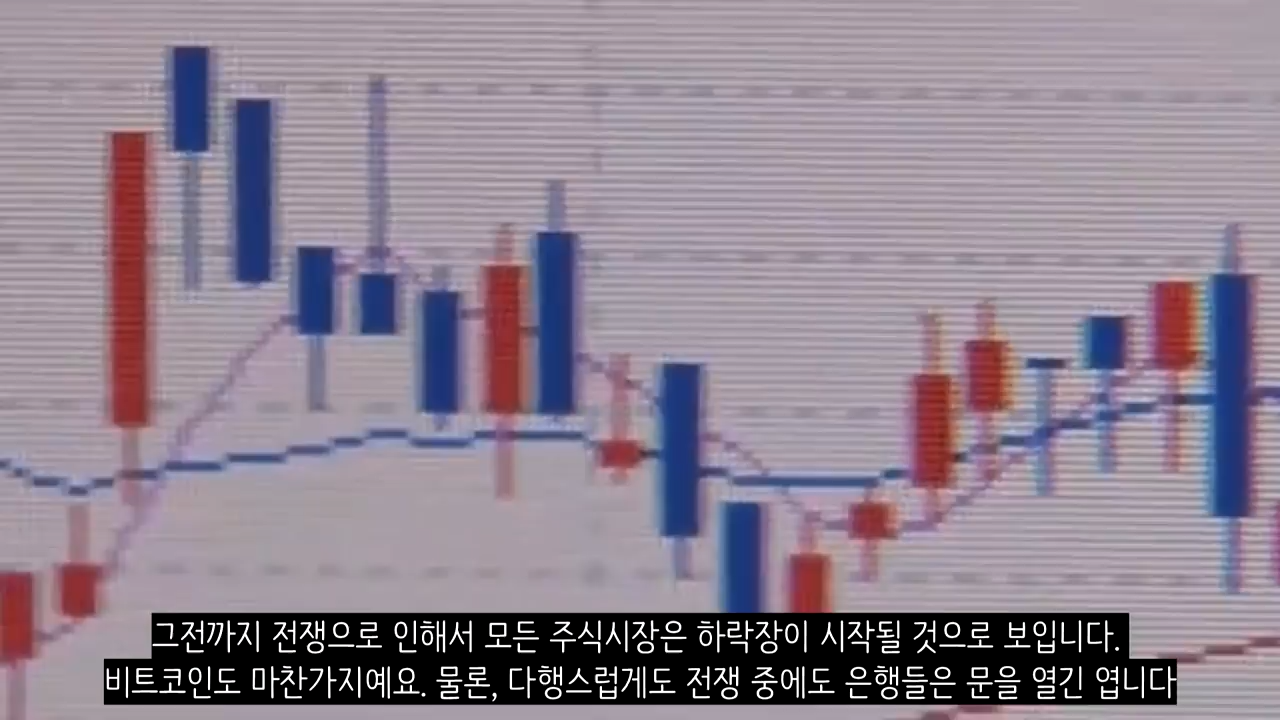 그전까지 전쟁으로 인해서 모든 주식시장은 하락장이 시작될 것으로 보입니다.
비트코인도 마찬가지예요. 물론, 다행스럽게도 전쟁 중에도 은행들은 문을 열긴 엽니다